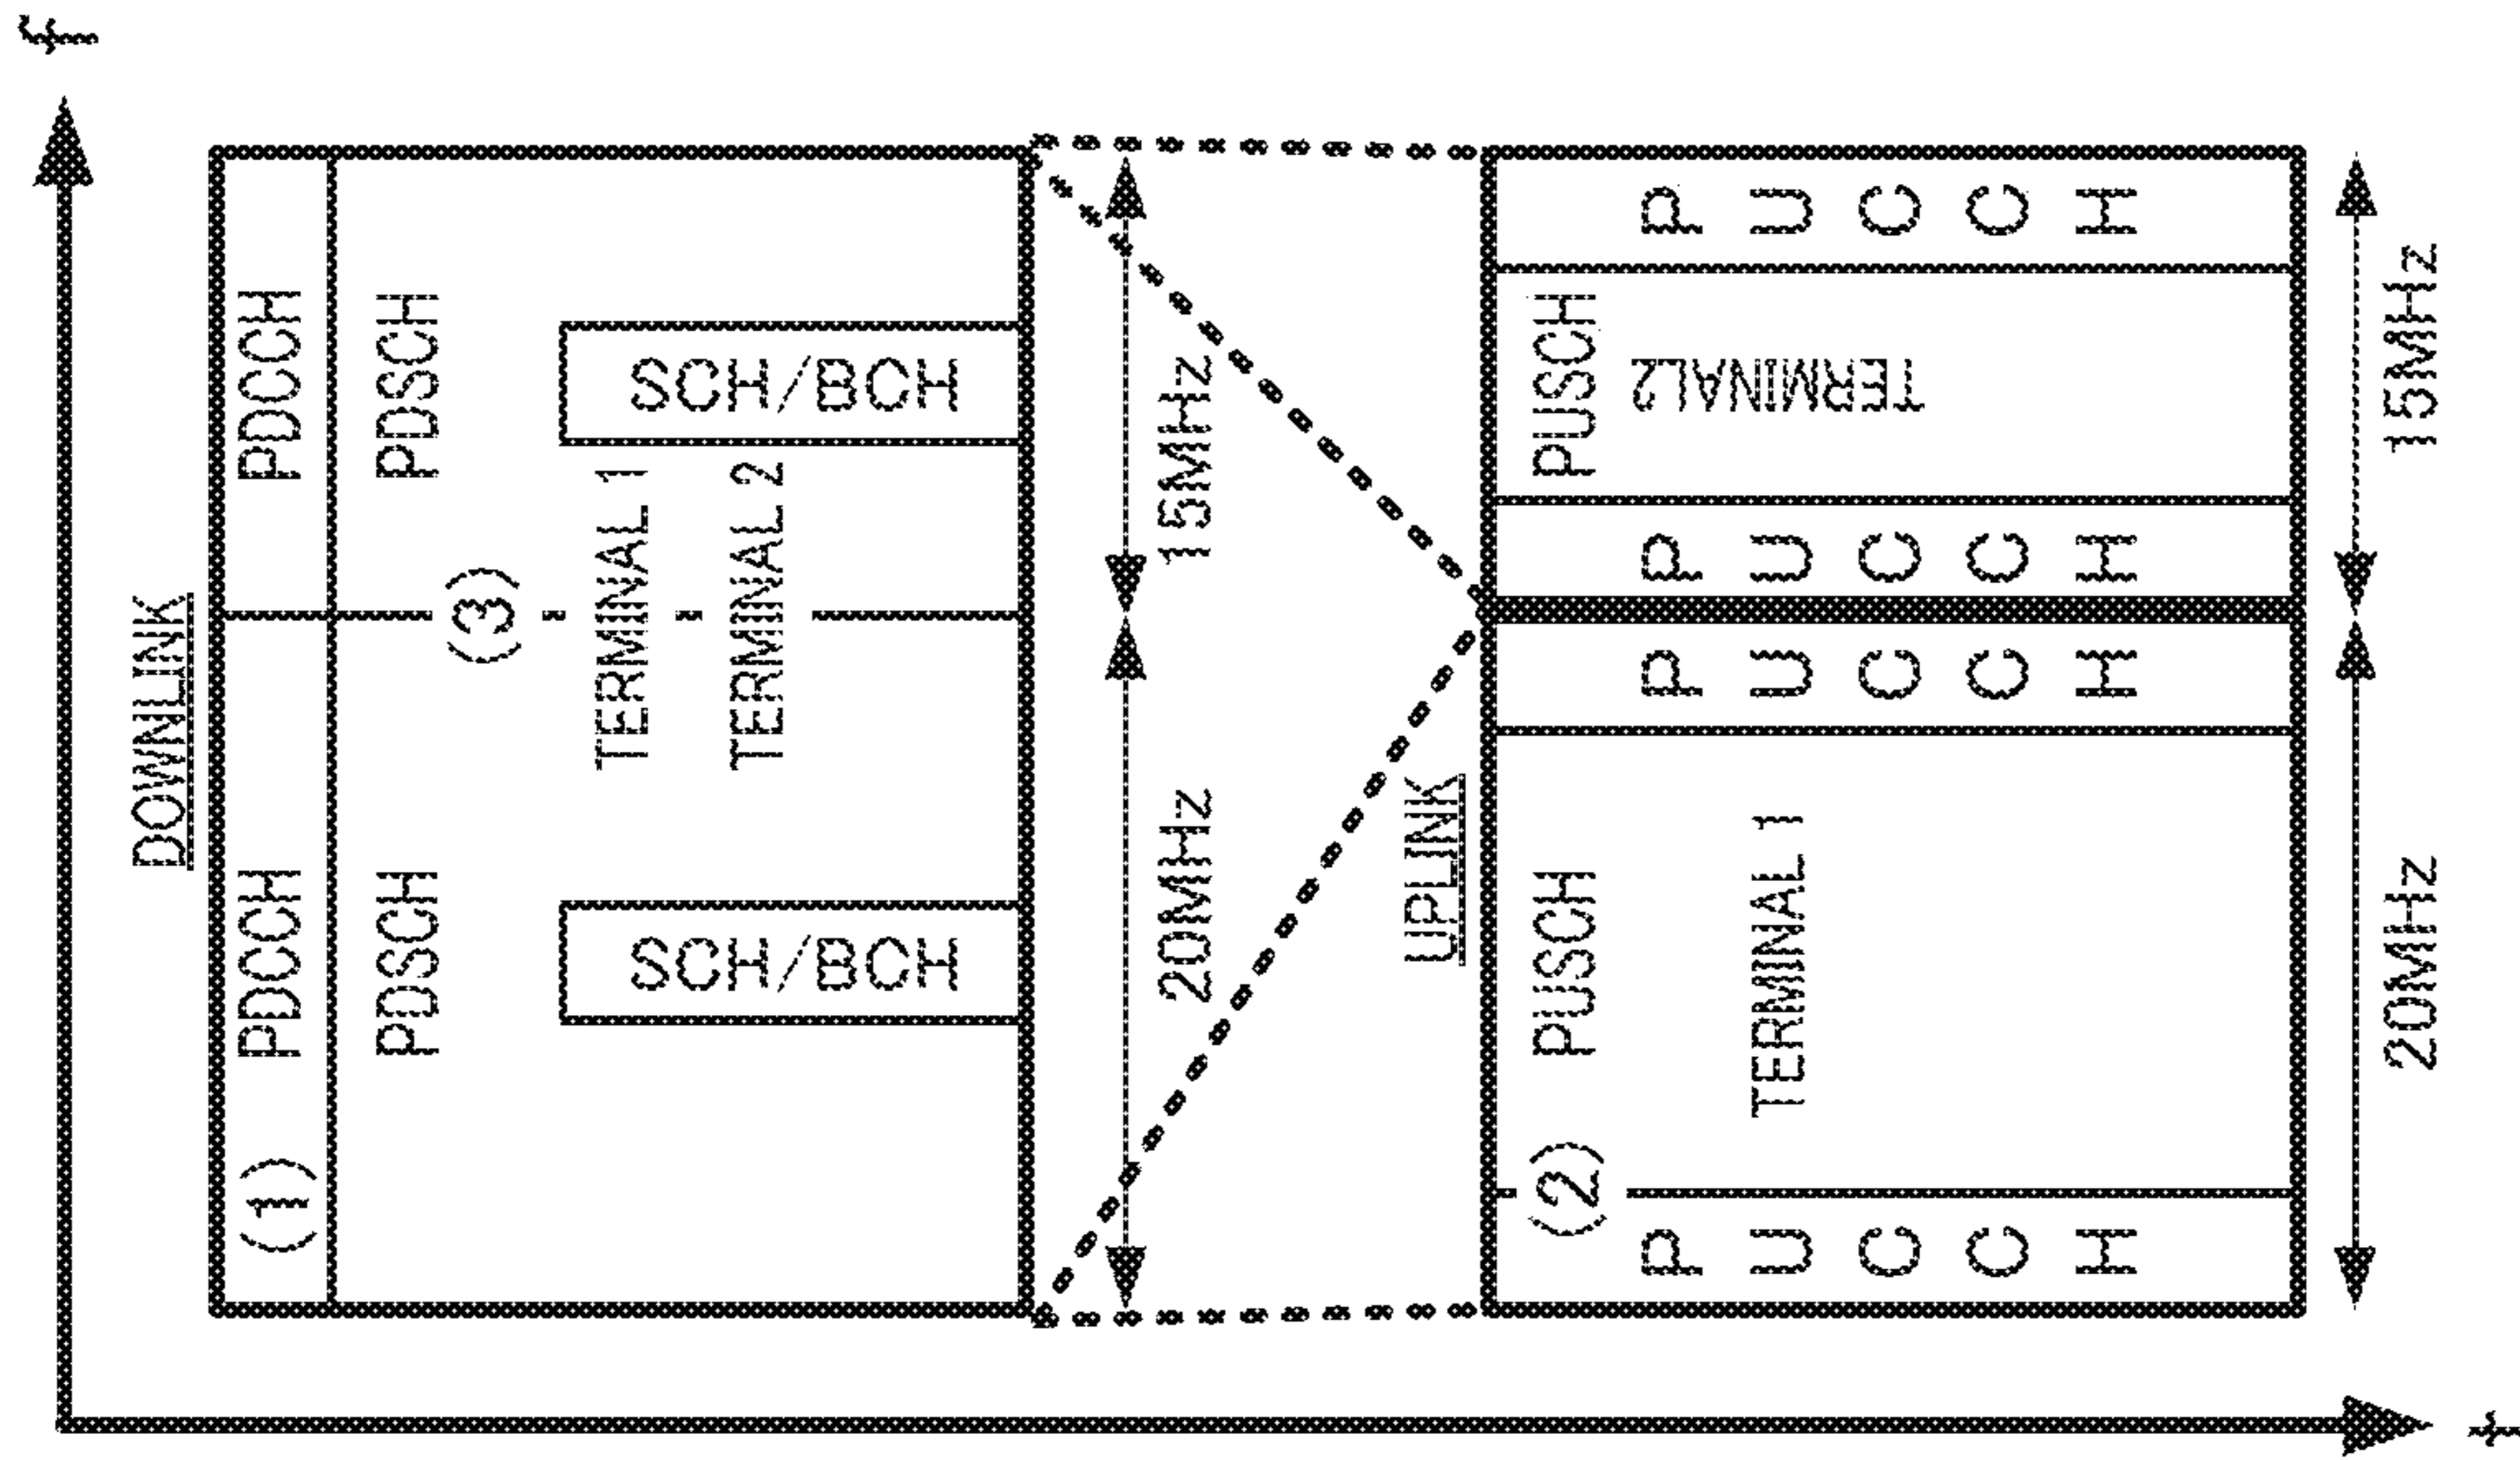 f
DOWNLINK
(1) PDCCH
PDCCH
PDSCH
PDSCH
(3)
TERMINAL 1
TERMINAL 2
SCH/BCH
SCH/BCH
20MHz
15MHz
UPLINK
(2) PUSCH
PUSCH
TERMINAL 1
TERMINAL2
PUCCH
PUCCH
PUCCH
PUCCH
20MHz
15MHz
t